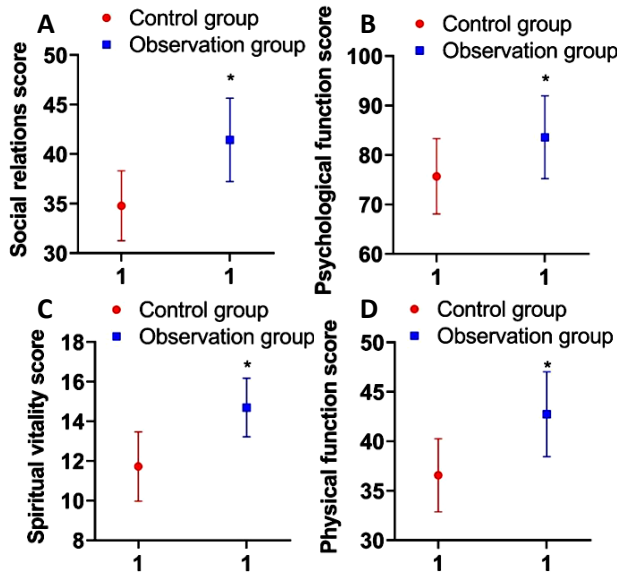 A
Control group
Observation group
Social relations score
50
45
40
35
30
*
1
1
B
Control group
Observation group
Psychological function score
100
90
80
70
60
*
1
1
C
Control group
Observation group
Spiritual vitality score
18
16
14
12
10
8
*
1
1
D
Control group
Observation group
Physical function score
50
45
40
35
30
*
1
1